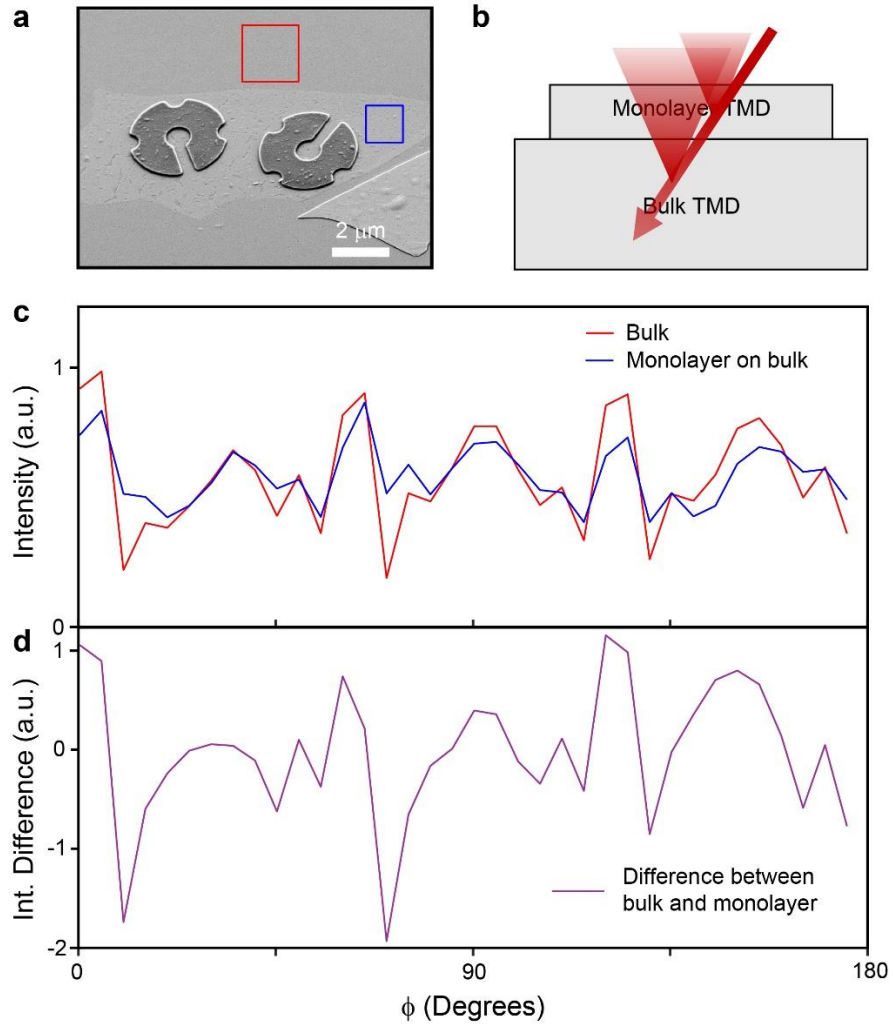 a
2 μm
b
Monolayer TMD
Bulk TMD
c
Intensity (a.u.)
1
0
Bulk
Monolayer on bulk
d
Int. Difference (a.u.)
1
0
-1
-2
Difference between
bulk and monolayer
0
90
180
ϕ (Degrees)